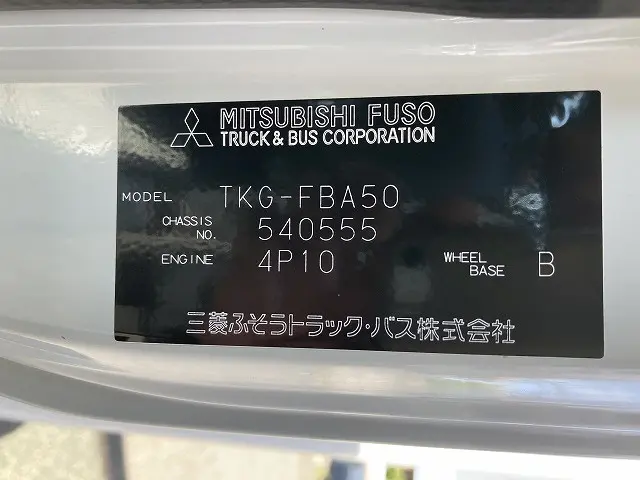 MITSUBISHI FUSO
TRUCK & BUS CORPORATION
MODEL TKG-FBA50
CHASSIS NO. 540555
ENGINE 4P10 WHEEL BASE B
三菱ふそうトラック・バス株式会社